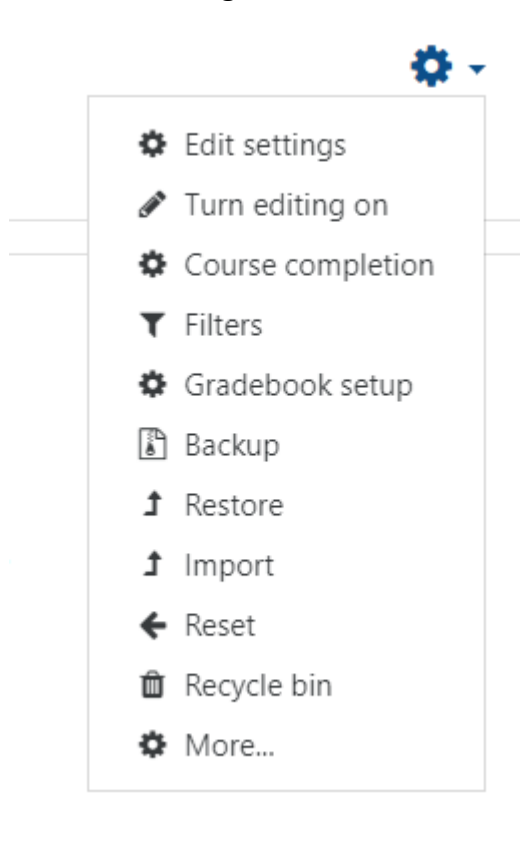 Edit settings
Turn editing on
Course completion
Filters
Gradebook setup
Backup
Restore
Import
Reset
Recycle bin
More...